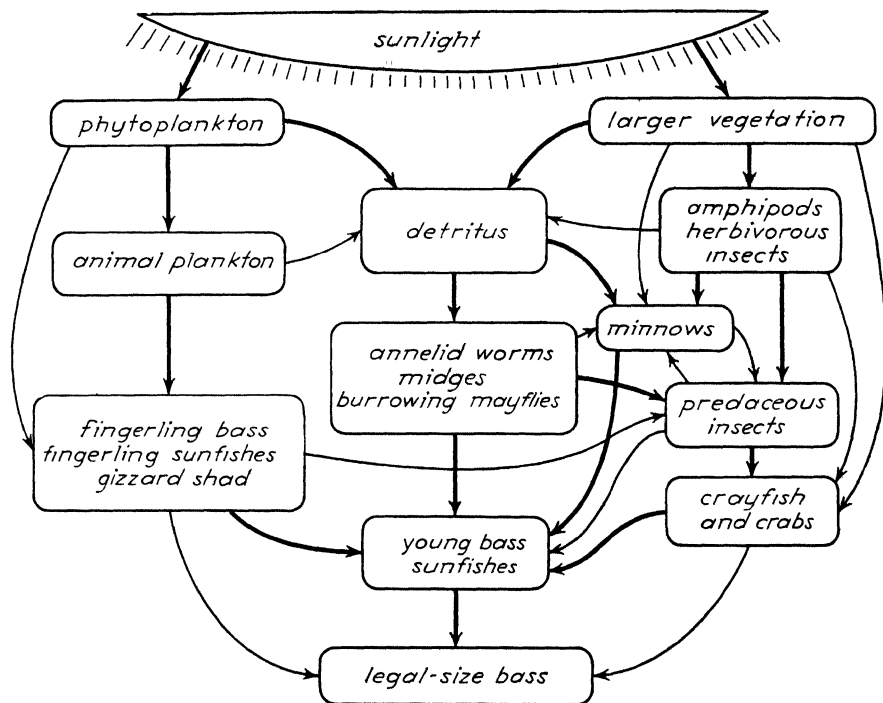 sunlight
phytoplankton
larger vegetation
detritus
amphipods
herbivorous
insects
animal plankton
minnows
annelid worms
midges
burrowing mayflies
predaceous
insects
fingerling bass
fingerling sunfishes
gizzard shad
crayfish
and crabs
young bass
sunfishes
legal-size bass